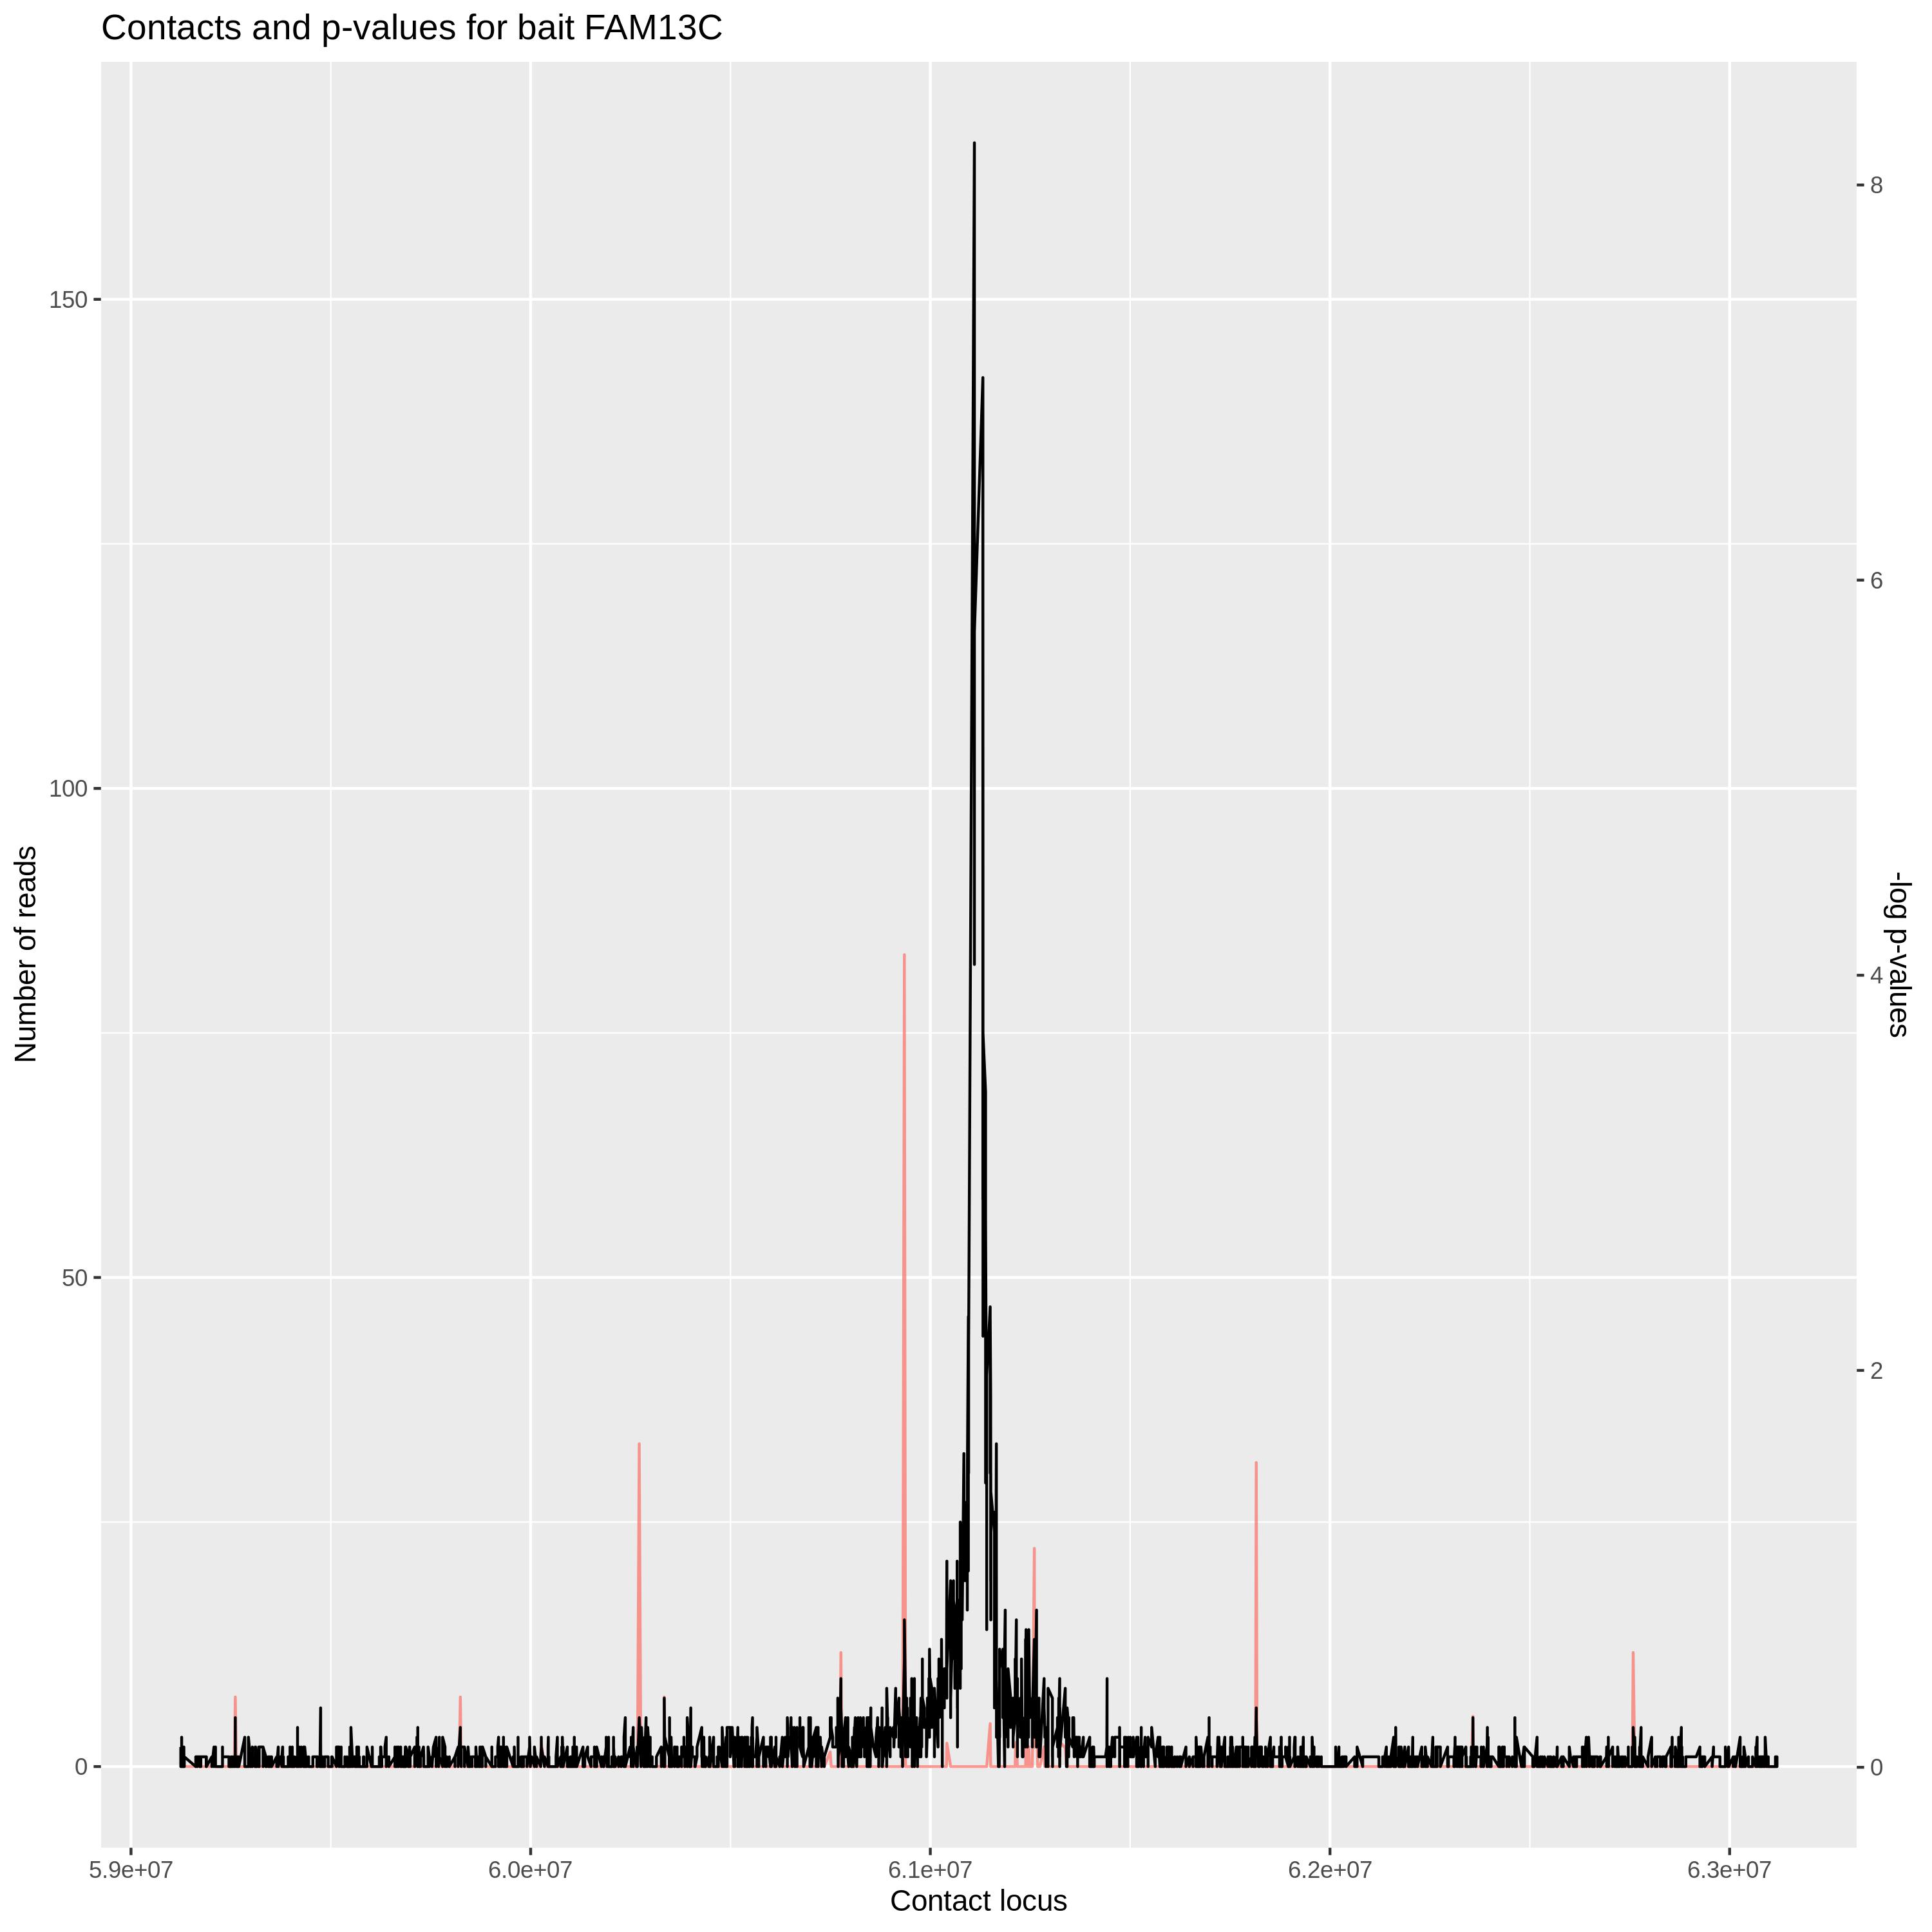 Contacts and p-values for bait FAM13C
150
100
50
0
8
6
4
2
0
Number of reads
-log p-values
5.9e+07 6.0e+07 6.1e+07 6.2e+07 6.3e+07
Contact locus